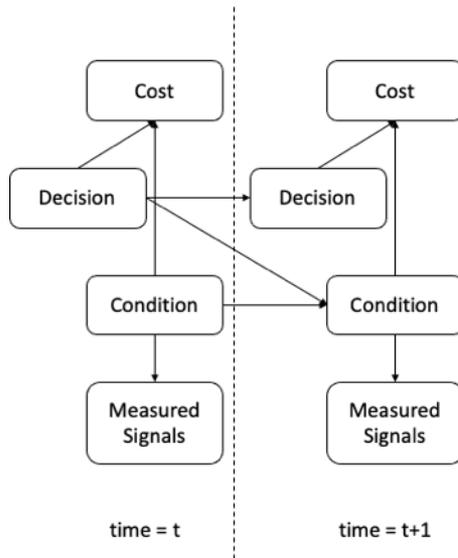 Cost
Cost
Decision
Decision
Condition
Condition
Measured
Signals
Measured
Signals
time = t
time = t+1